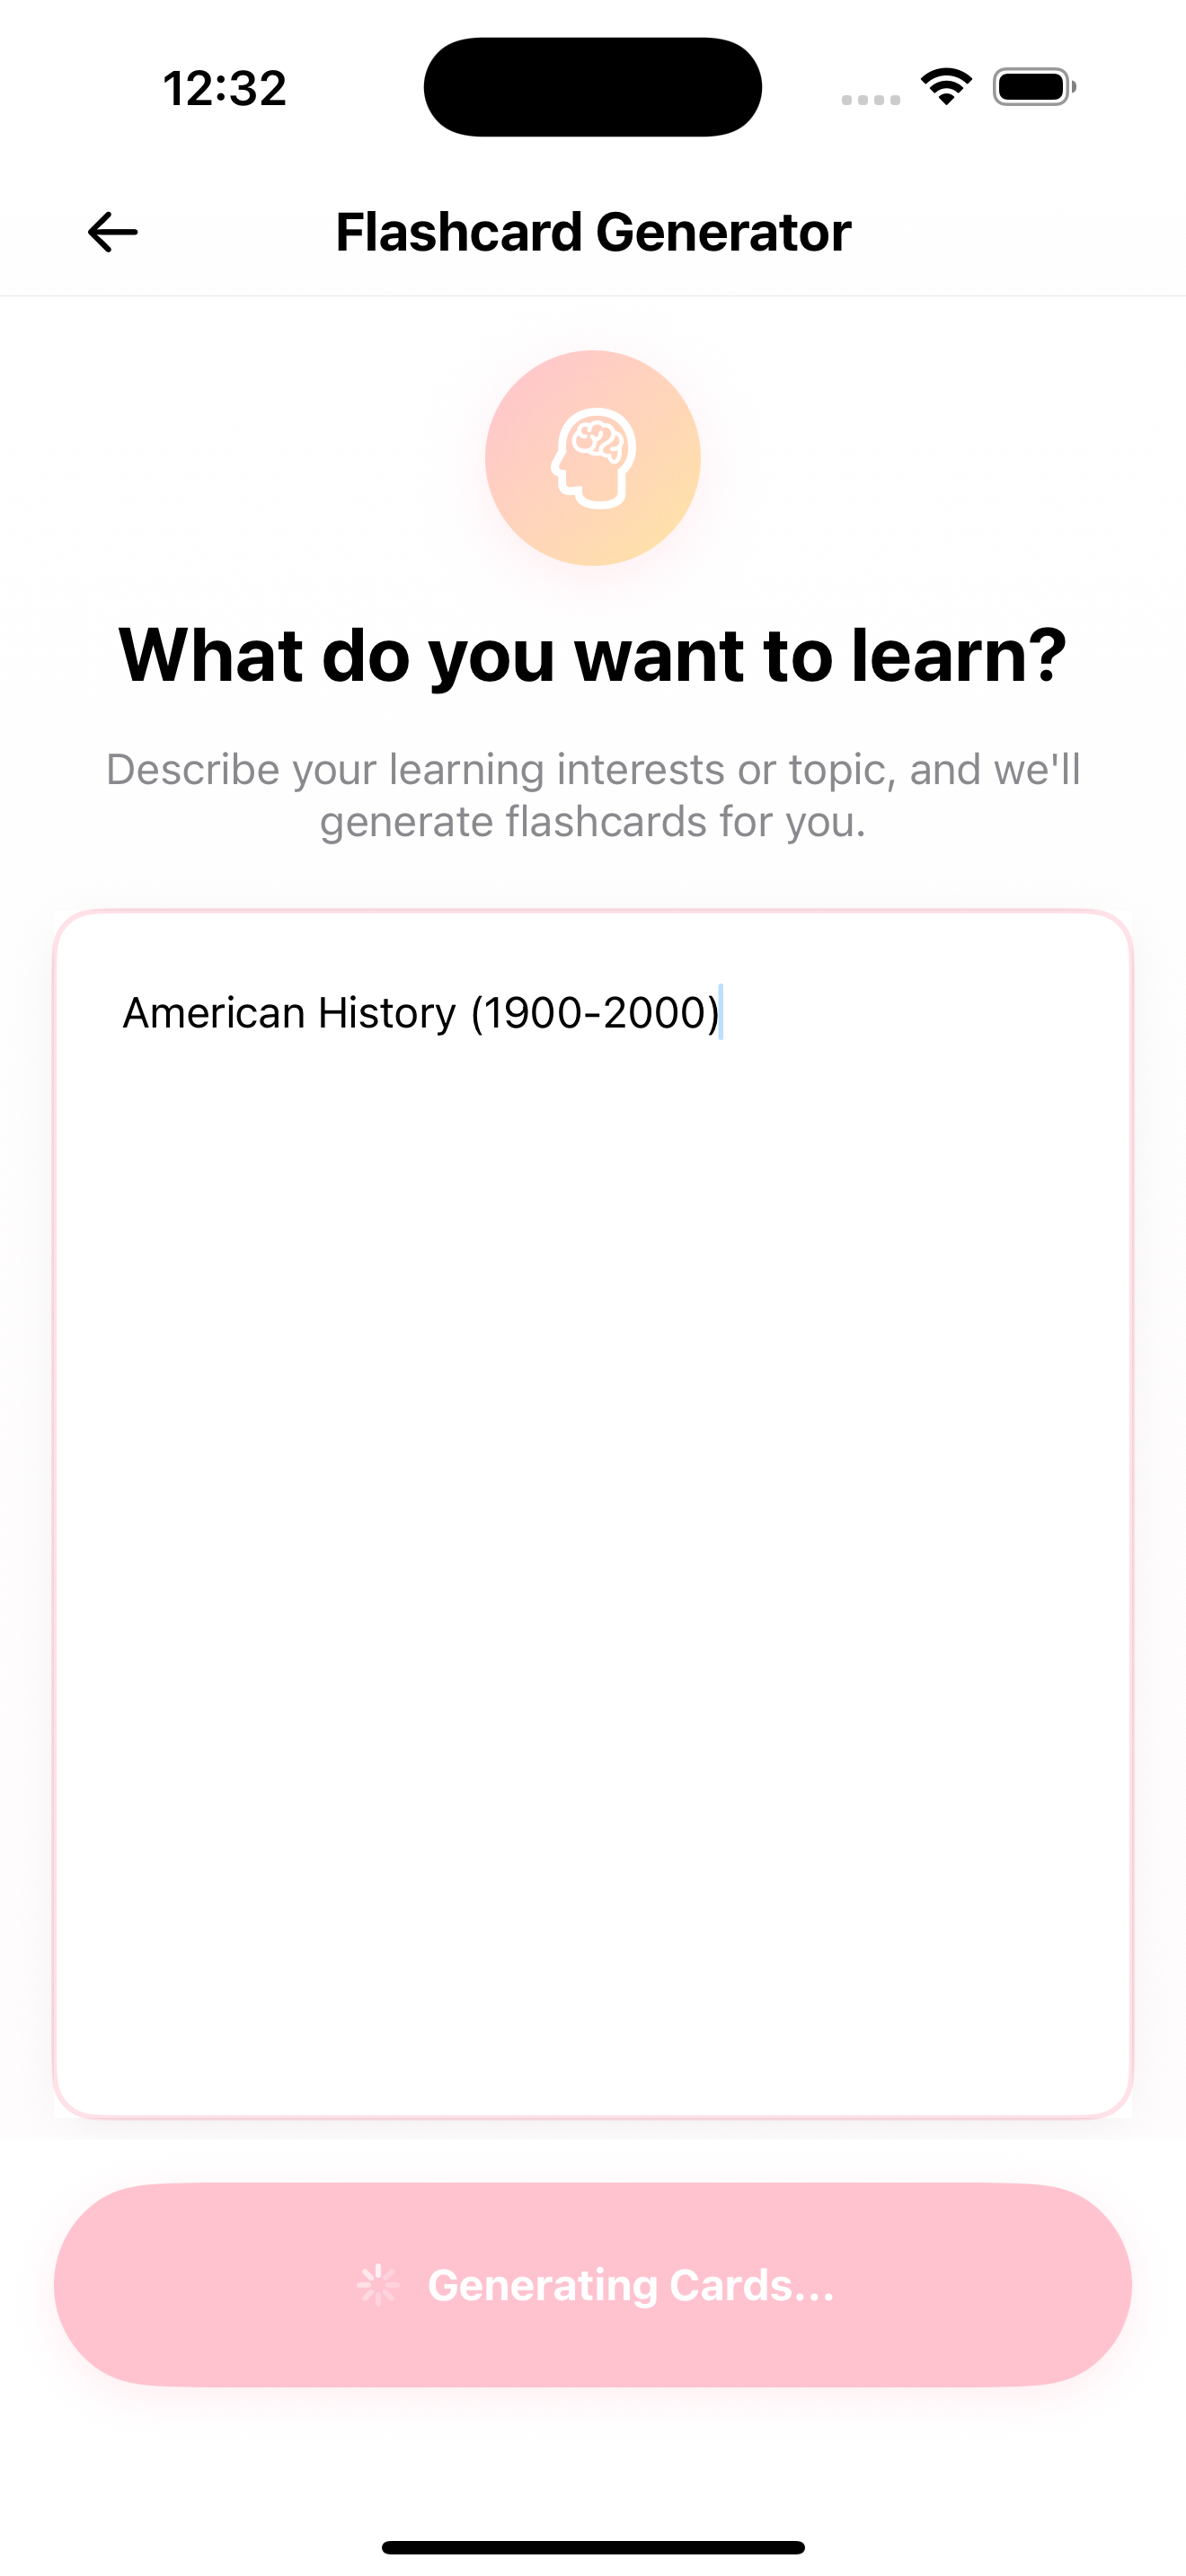 12:32
Flashcard Generator
What do you want to learn?
Describe your learning interests or topic, and we'll
generate flashcards for you.
American History (1900-2000)
Generating Cards...